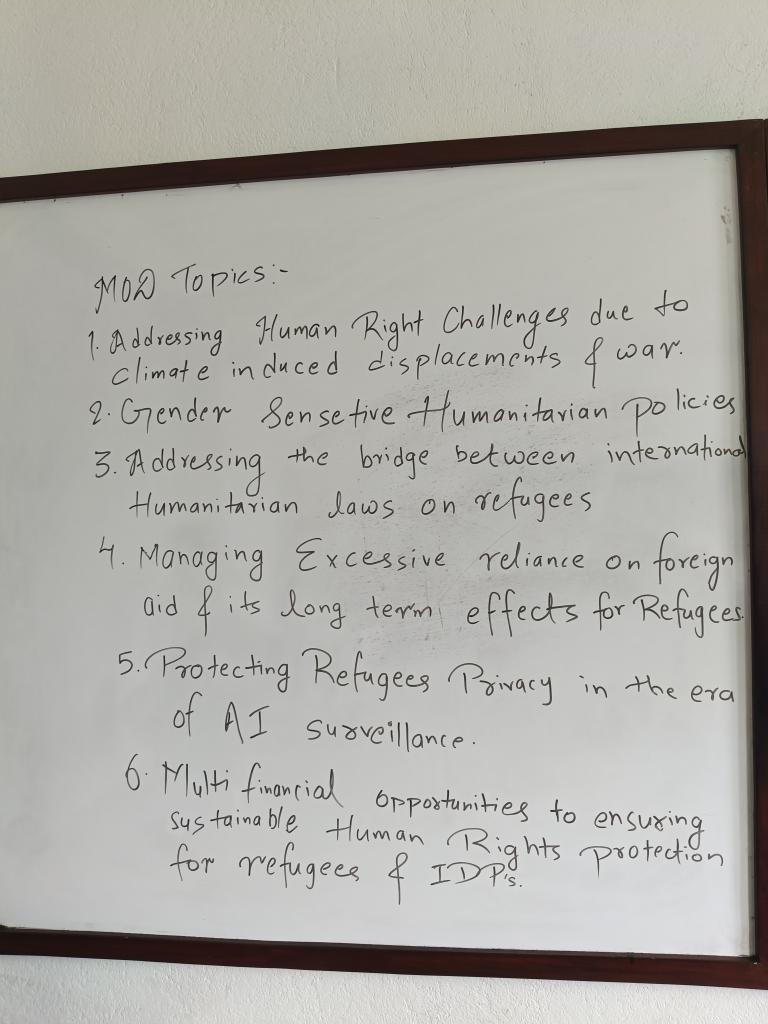 MOD Topics:-
1. Addressing Human Right Challenges due to
climate induced displacements & war.
2. Gender Sensetive Humanitarian policies
3. Addressing the bridge between international
Humanitarian laws on refugees
4. Managing Excessive reliance on foreign
aid & its long term effects for Refugees.
5. Protecting Refugees Privacy in the era
of AI surveillance.
6. Multi financial opportunities to ensuring
sustainable Human Rights protection
for refugees & IDP's.